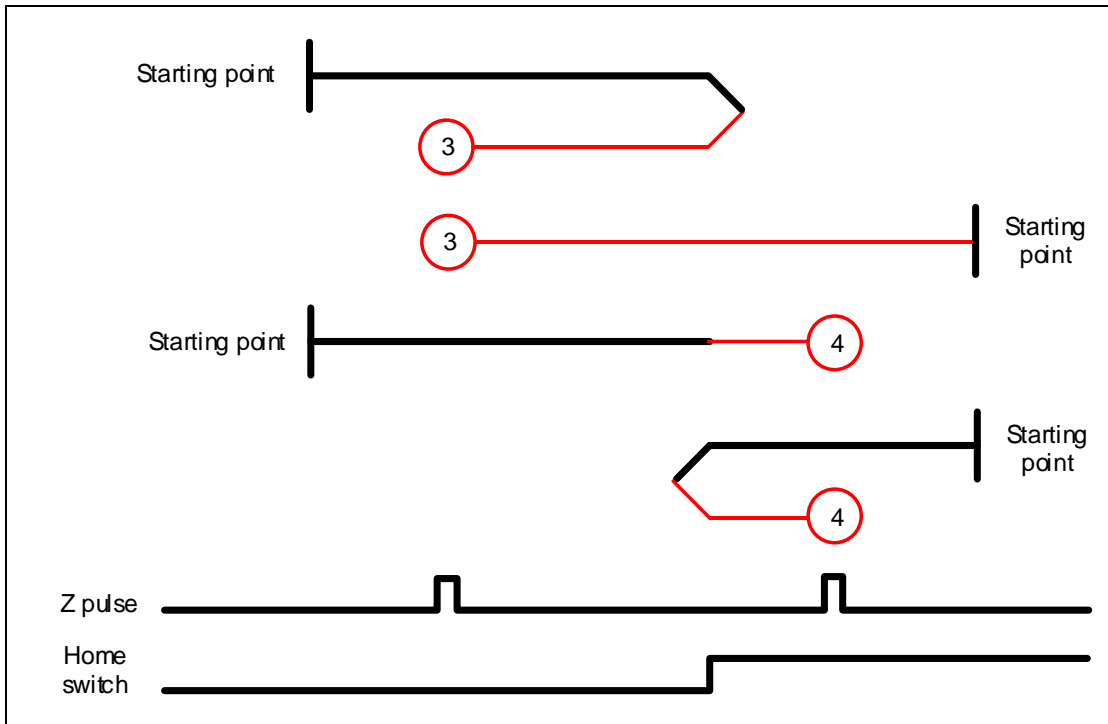 Starting point
3
3
Starting
point
Starting point
4
Starting
point
4
Z pulse
Home
switch